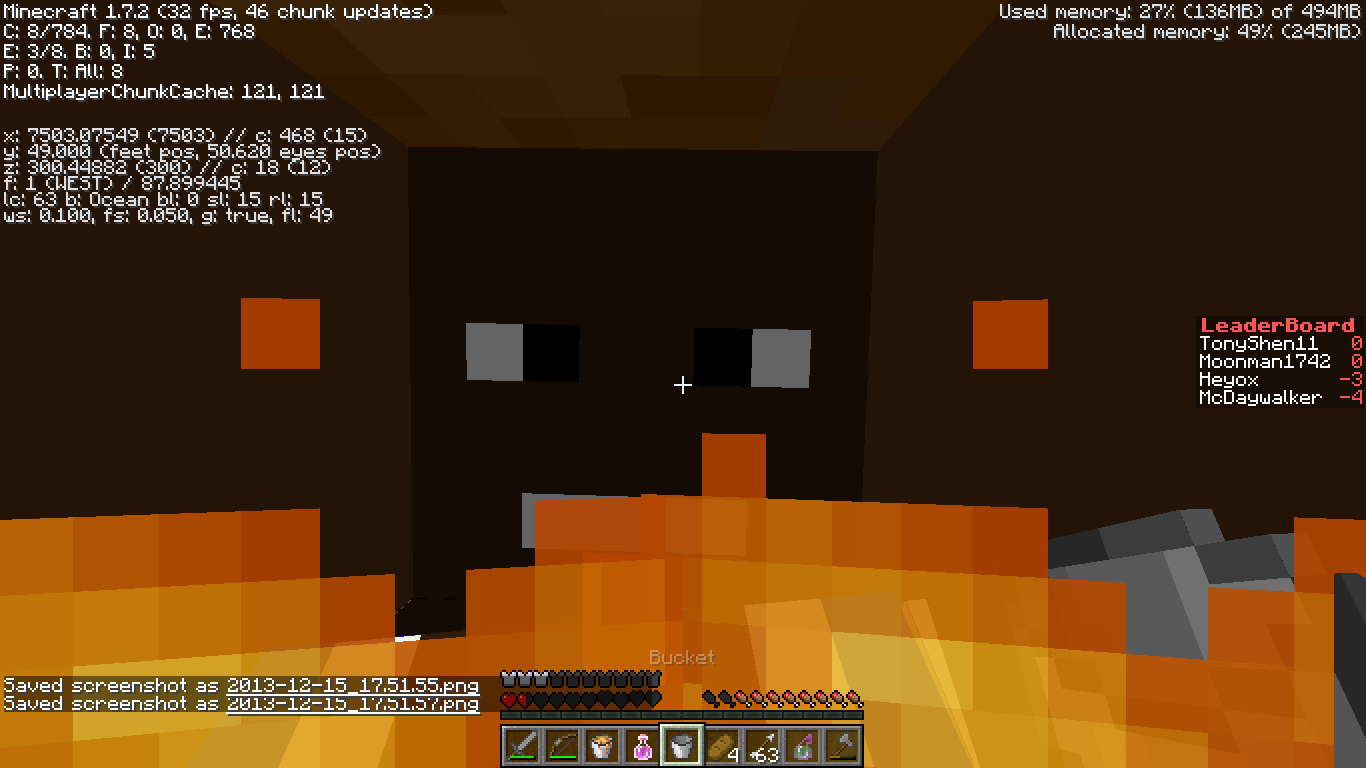 Minecraft 1.7.2 (32 fps, 46 chunk updates)
C: 8/784. F: 8, O: 0, E: 768
E: 3/8. B: 0, I: 5
P: 0. T: All: 8
MultiplayerChunkCache: 121, 121
x: 7503.07549 (7503) // c: 468 (15)
y: 49.000 (feet pos, 50.620 eyes pos)
z: 300.44882 (300) // c: 18 (12)
f: 1 (WEST) / 87.899445
lc: 63 b: Ocean bl: 0 sl: 15 rl: 15
ws: 0.100, fs: 0.050, g: true, fl: 49
Used memory: 27% (136MB) of 494MB
Allocated memory: 49% (245MB)
LeaderBoard
TonyShen11 0
Moonman1742 0
Heyox -3
McDaywalker -4
Bucket
Saved screenshot as 2013-12-15_17.51.55.png
Saved screenshot as 2013-12-15_17.51.57.png
4 63